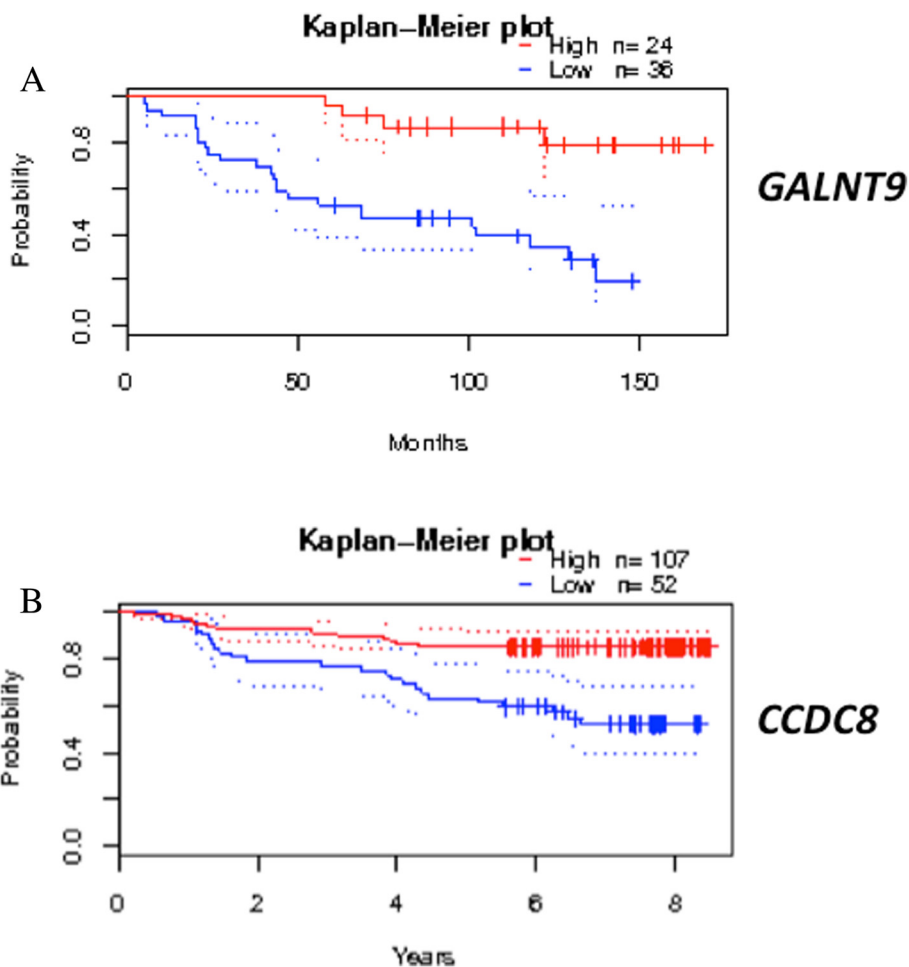 Kaplan–Meier plot
High n= 24
Low n= 36
A
0.8
0.4
0.0
Probability
0 50 100 150
Months
GALNT9
Kaplan–Meier plot
High n= 107
Low n= 52
B
0.8
0.4
0.0
Probability
0 2 4 6 8
Years
CCDC8